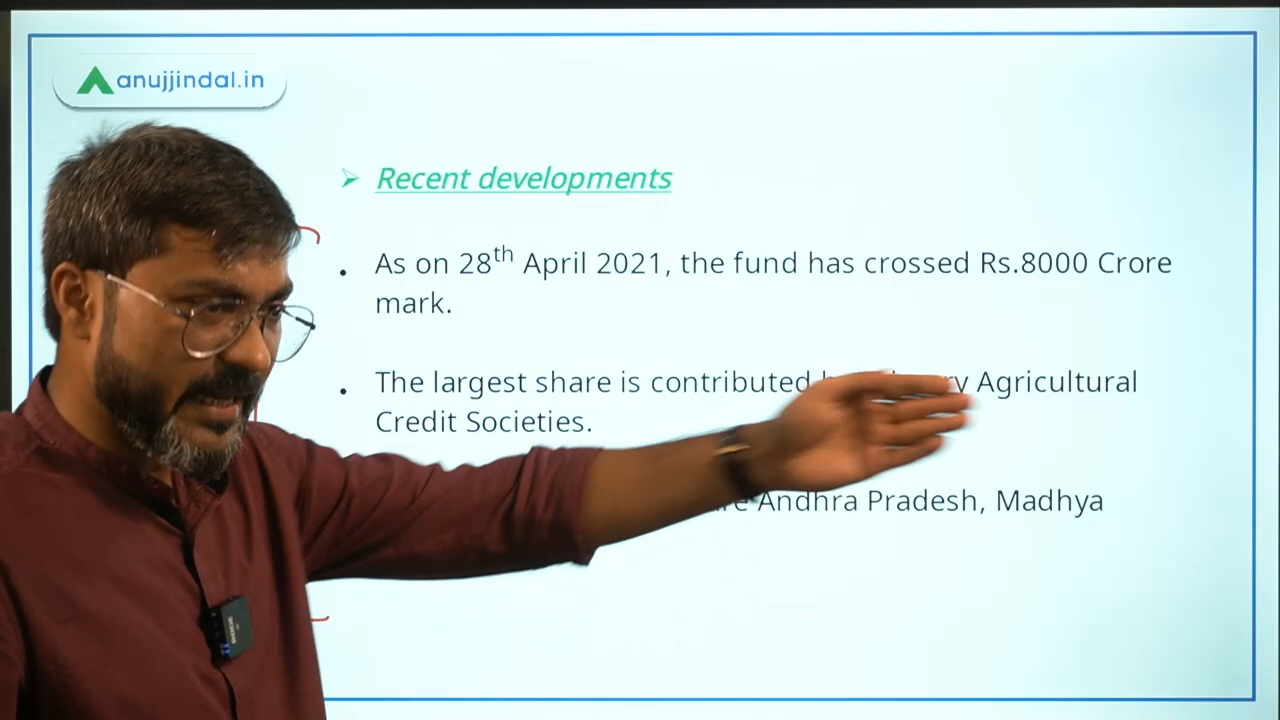 anujjindal.in
Recent developments
As on 28th April 2021, the fund has crossed Rs.8000 Crore
mark.
The largest share is contributed Agricultural
Credit Societies.
Andhra Pradesh, Madhya